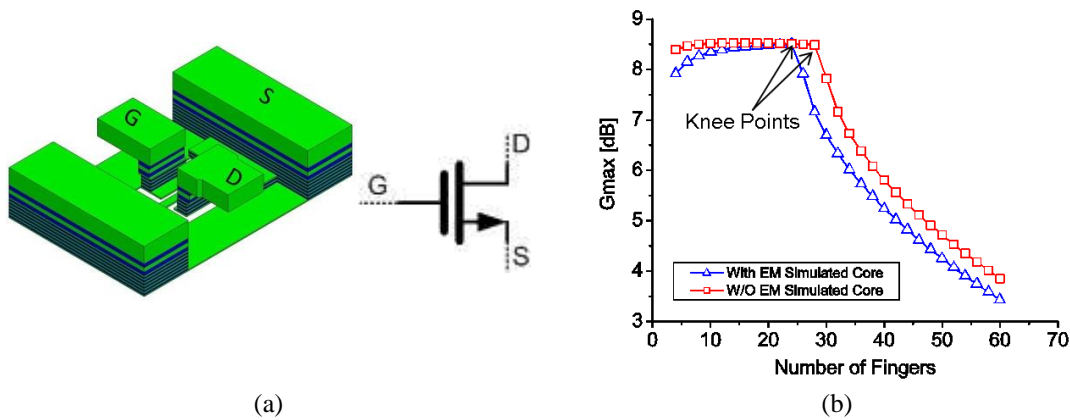 G
S
D
G
D
S
Gmax [dB]
9
8
7
6
5
4
3
Knee Points
With EM Simulated Core
W/O EM Simulated Core
0 10 20 30 40 50 60 70
Number of Fingers
(a)
(b)